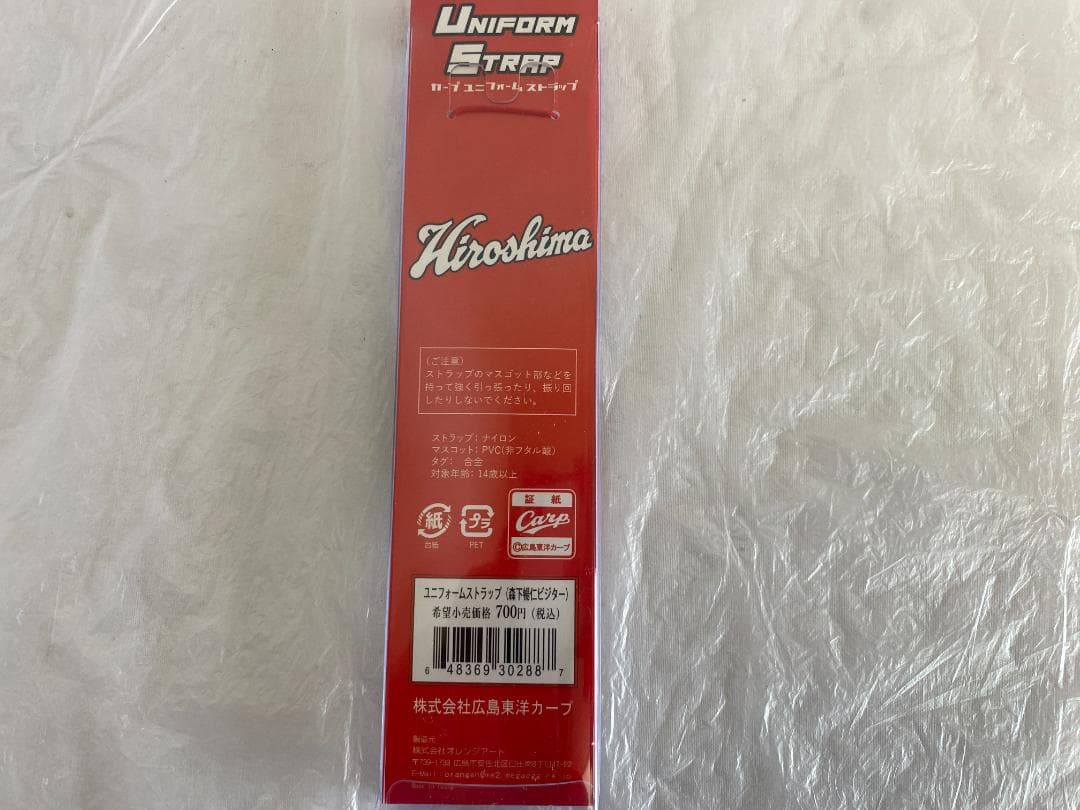 UNIFORM
STRAP
カープ ユニフォーム ストラップ
Hiroshima
(ご注意)
ストラップのマスコット部などを
持って強く引っ張ったり、振り回
したりしないでください。
ストラップ：ナイロン
マスコット：PVC(非フタル酸)
タグ： 合金
対象年齢：14歳以上
紙
台紙
プラ
PET
証 紙
Carp
©広島東洋カープ
ユニフォームストラップ (森下暢仁ビジター)
希望小売価格 700円 (税込)
6 48369 30288 7
株式会社広島東洋カープ
製造元
株式会社オレンジアート
E-Mail: